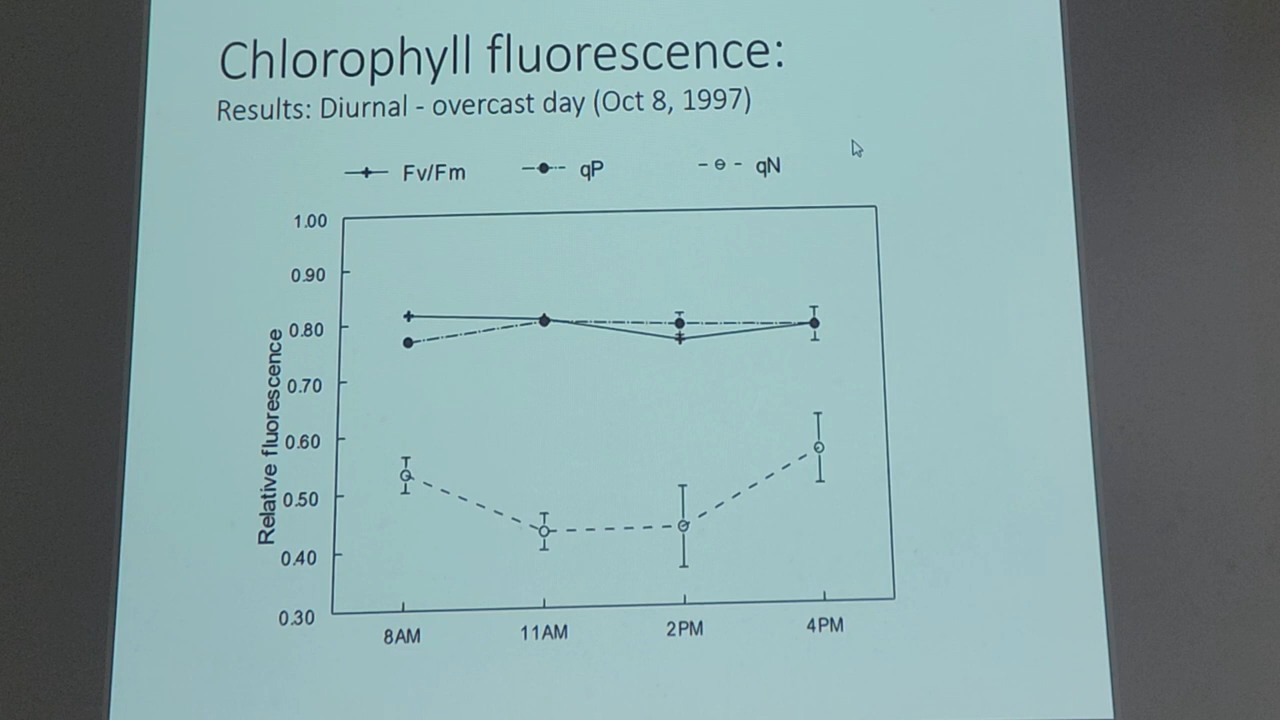 Chlorophyll fluorescence:
Results: Diurnal - overcast day (Oct 8, 1997)
Fv/Fm qP qN
1.00
0.90
0.80
0.70
0.60
0.50
0.40
0.30
Relative fluorescence
8AM 11AM 2PM 4PM